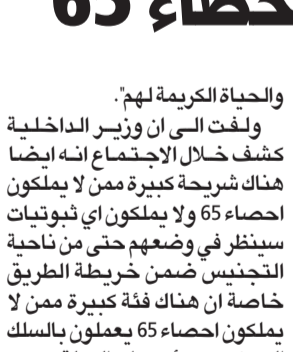 حصاء 65
والحياة الكريمة لهم".
ولفت الى ان وزير الداخلية
كشف خلال الاجتماع انه ايضا
هناك شريحة كبيرة ممن لا يملكون
احصاء 65 ولا يملكون اي ثبوتيات
سينظر في وضعهم حتى من ناحية
التجنيس ضمن خريطة الطريق
خاصة ان هناك فئة كبيرة ممن لا
يملكون احصاء 65 يعملون بالسلك